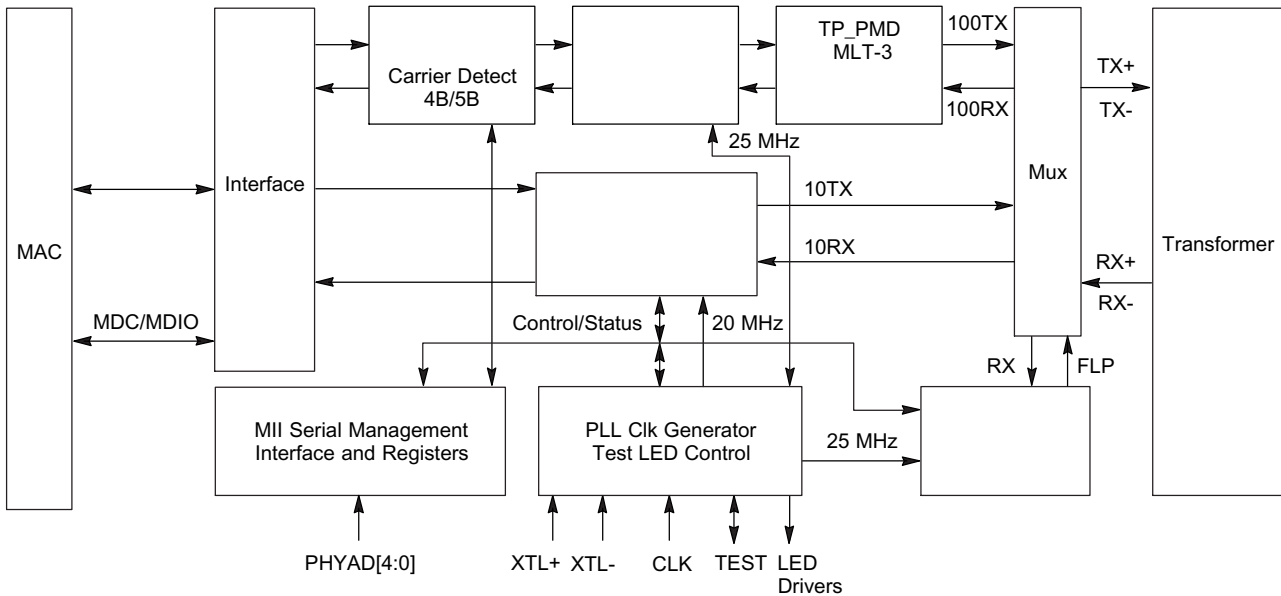 TP_PMD
MLT-3
100TX
Carrier Detect
4B/5B
100RX
TX+
TX-
25 MHz
Interface
Mux
10TX
MAC
10RX
Transformer
RX+
RX-
MDC/MDIO
Control/Status
20 MHz
RX
FLP
MII Serial Management
Interface and Registers
PLL Clk Generator
Test LED Control
25 MHz
PHYAD[4:0]
XTL+
XTL-
CLK
TEST
LED
Drivers